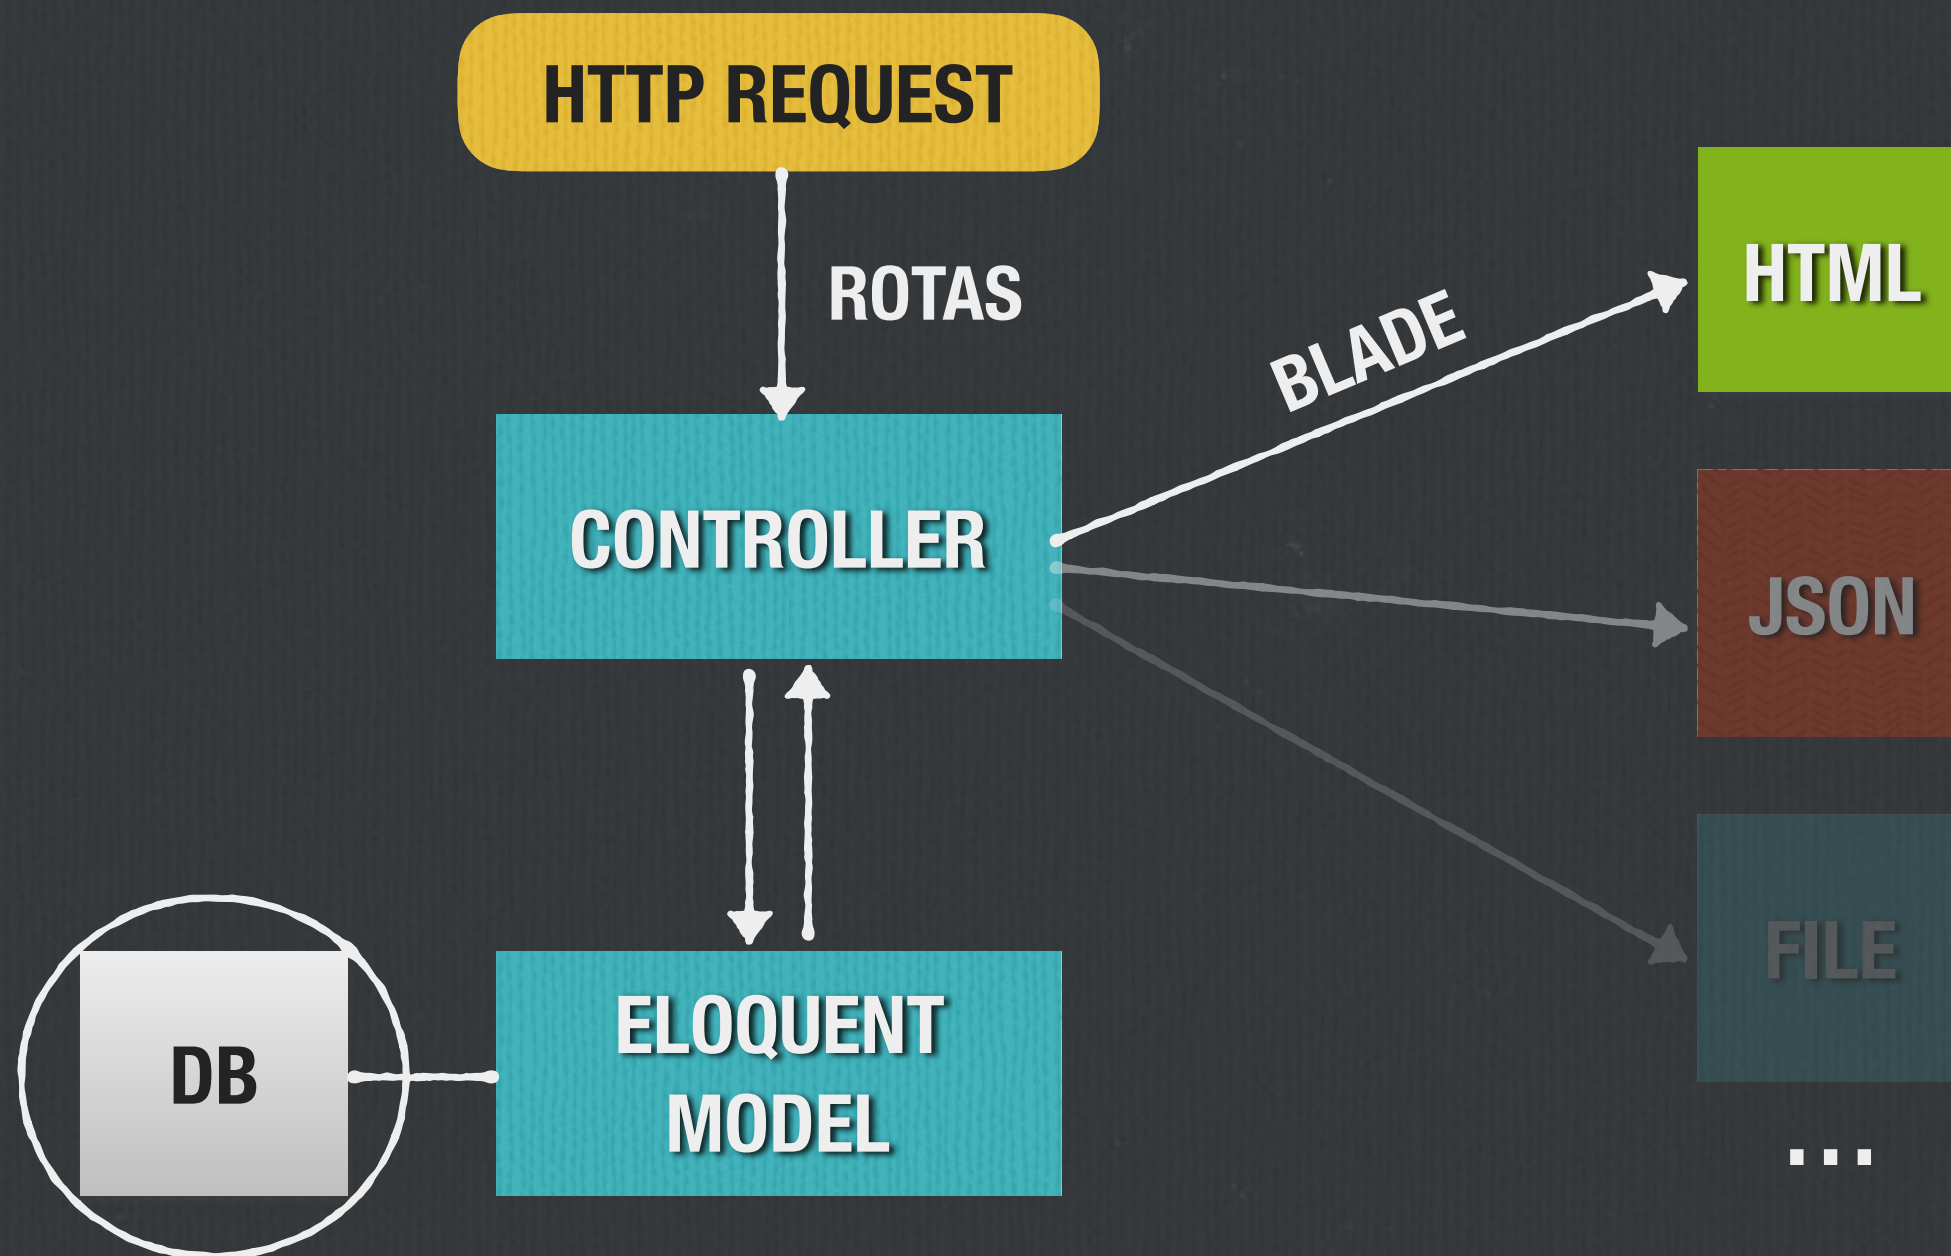 HTTP REQUEST
ROTAS
BLADE
HTML
CONTROLLER
JSON
FILE
ELOQUENT
MODEL
DB
...